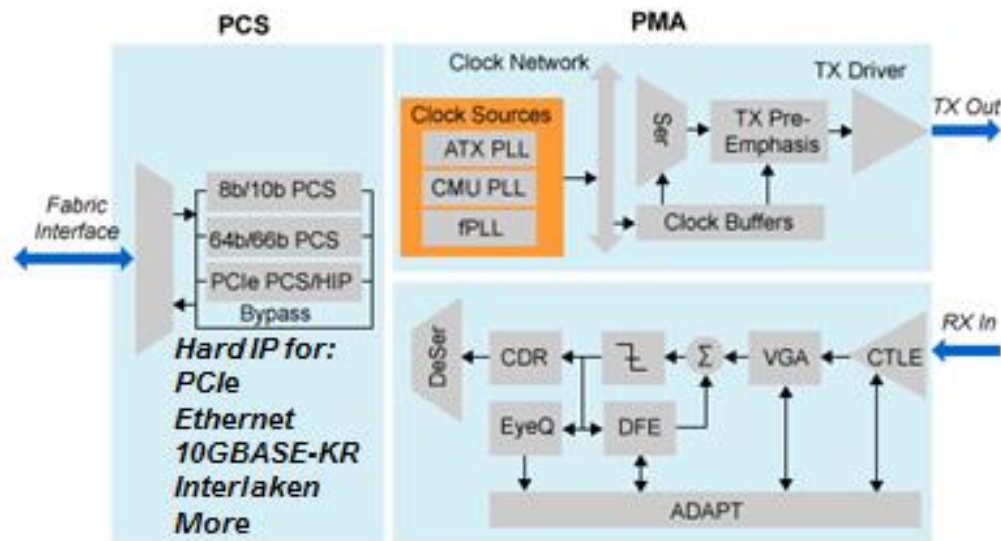 PCS
PMA
Clock Network
TX Driver
Clock Sources
ATX PLL
CMU PLL
fPLL
Ser
TX Pre-
Emphasis
TX Out
Clock Buffers
Fabric
Interface
8b/10b PCS
64b/66b PCS
PCIe PCS/HIP
Bypass
Hard IP for:
PCIe
Ethernet
10GBASE-KR
Interlaken
More
RX In
DeSer
CDR
Σ
VGA
CTLE
EyeQ
DFE
ADAPT